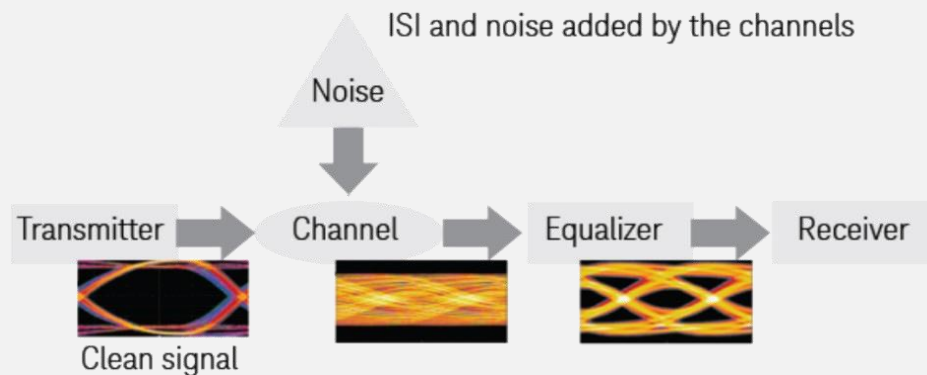 ISI and noise added by the channels
Noise
Transmitter
Channel
Equalizer
Receiver
Clean signal